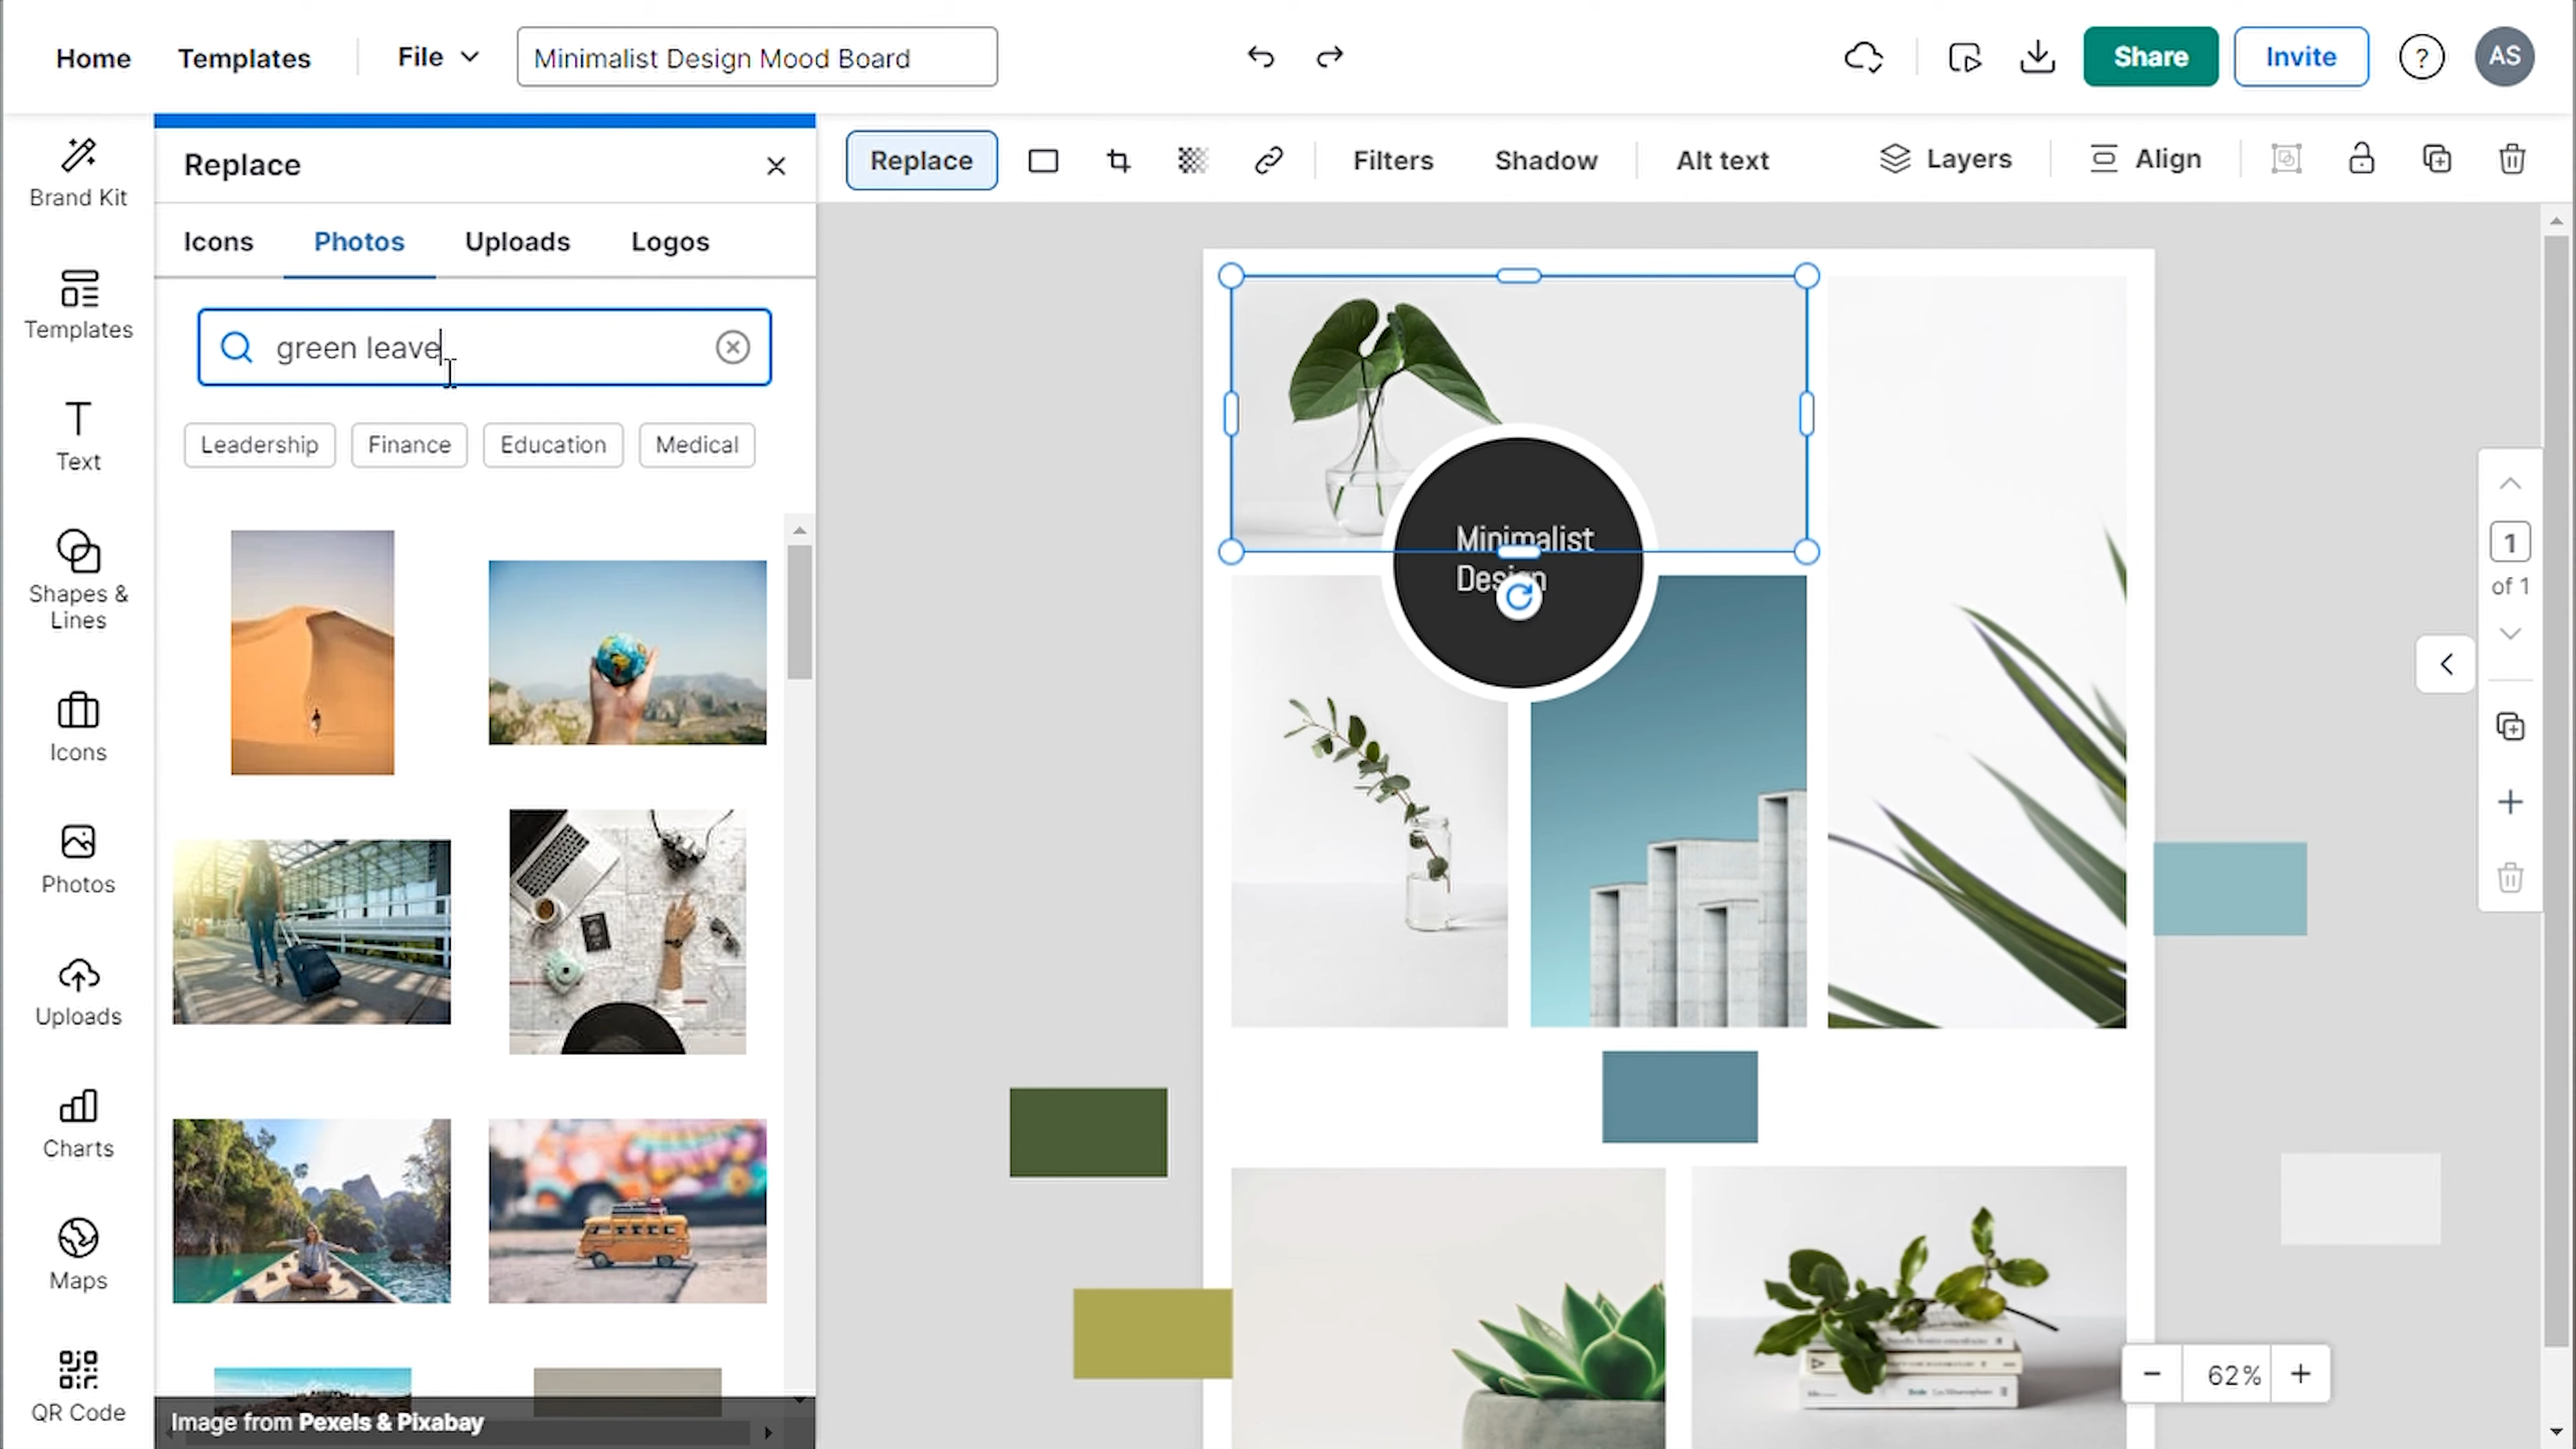 Home Templates File Minimalist Design Mood Board Share Invite ? AS
Brand Kit
Templates
Text
Shapes &
Lines
Icons
Photos
Uploads
Charts
Maps
QR Code
Replace
Icons Photos Uploads Logos
green leave
Leadership Finance Education Medical
Image from Pexels & Pixabay
Replace Filters Shadow Alt text Layers Align
Minimalist
Design
1
of 1
62%